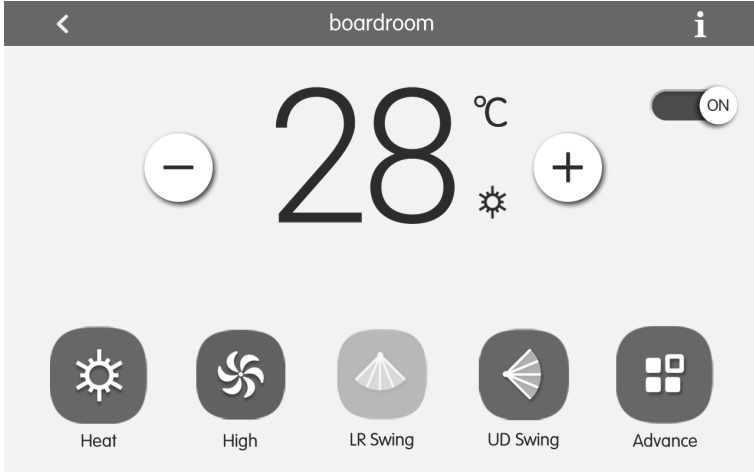 boardroom
28 °C
ON
Heat
High
LR Swing
UD Swing
Advance